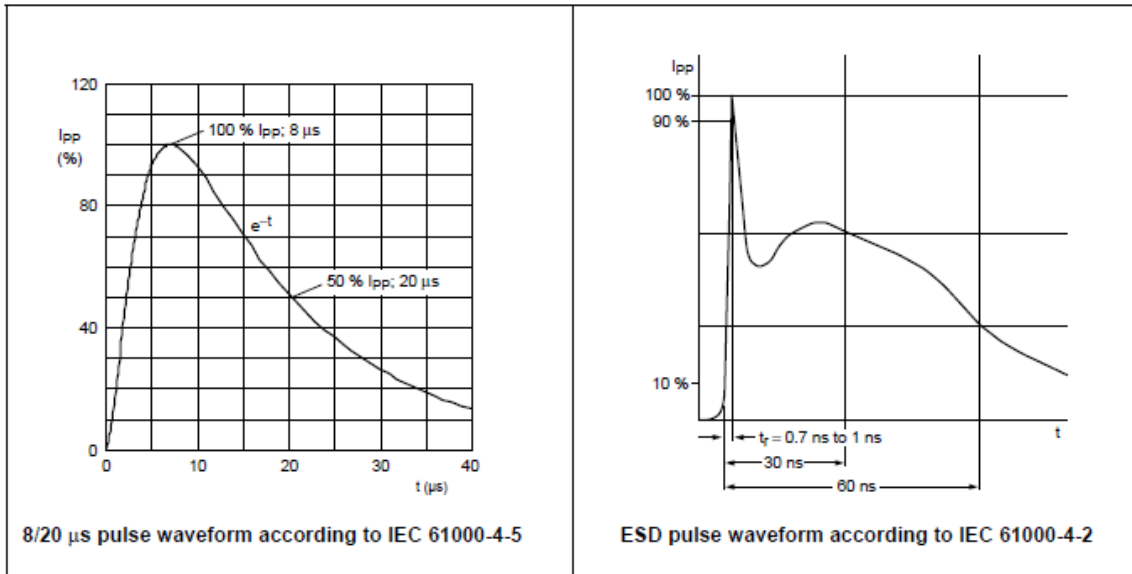 120
IPP
(%)
80
40
0
0
10
20
30
40
t (μs)
100 % IPP; 8 μs
e−t
50 % IPP; 20 μs
8/20 μs pulse waveform according to IEC 61000-4-5
IPP
100 %
90 %
10 %
t
tr = 0.7 ns to 1 ns
30 ns
60 ns
ESD pulse waveform according to IEC 61000-4-2